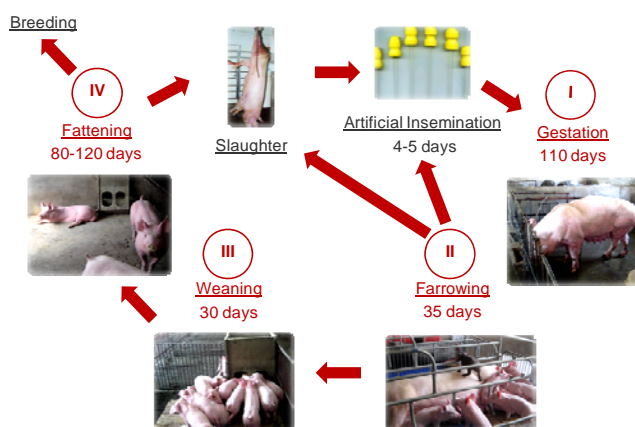 Breeding
IV
Fattening
80-120 days
Slaughter
Artificial Insemination
4-5 days
I
Gestation
110 days
II
Farrowing
35 days
III
Weaning
30 days